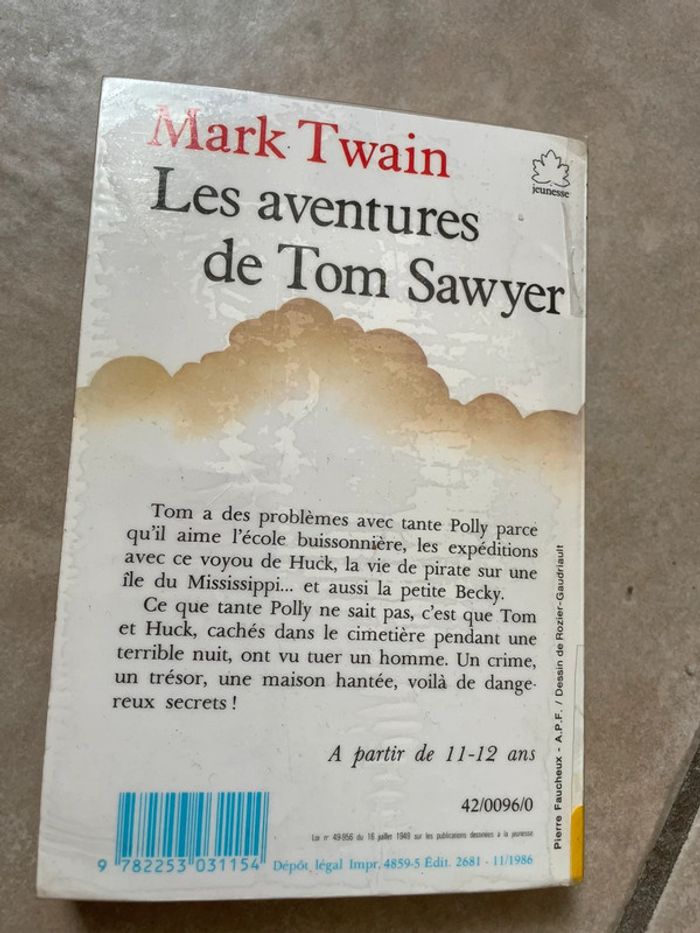 Mark Twain
jeunesse
Les aventures
de Tom Sawyer
Tom a des problèmes avec tante Polly parce
qu'il aime l'école buissonnière, les expéditions
avec ce voyou de Huck, la vie de pirate sur une
île du Mississippi... et aussi la petite Becky.
Ce que tante Polly ne sait pas, c'est que Tom
et Huck, cachés dans le cimetière pendant une
terrible nuit, ont vu tuer un homme. Un crime,
un trésor, une maison hantée, voilà de dange-
reux secrets !
A partir de 11-12 ans
42/0096/0
Loi n° 49-956 du 16 juillet 1949 sur les publications destinées à la jeunesse
9 782253 031154
Dépôt légal Impr. 4859-5 Édit. 2681 - 11/1986
Pierre Faucheux - A.P.F. / Dessin de Rozier-Gaudriault